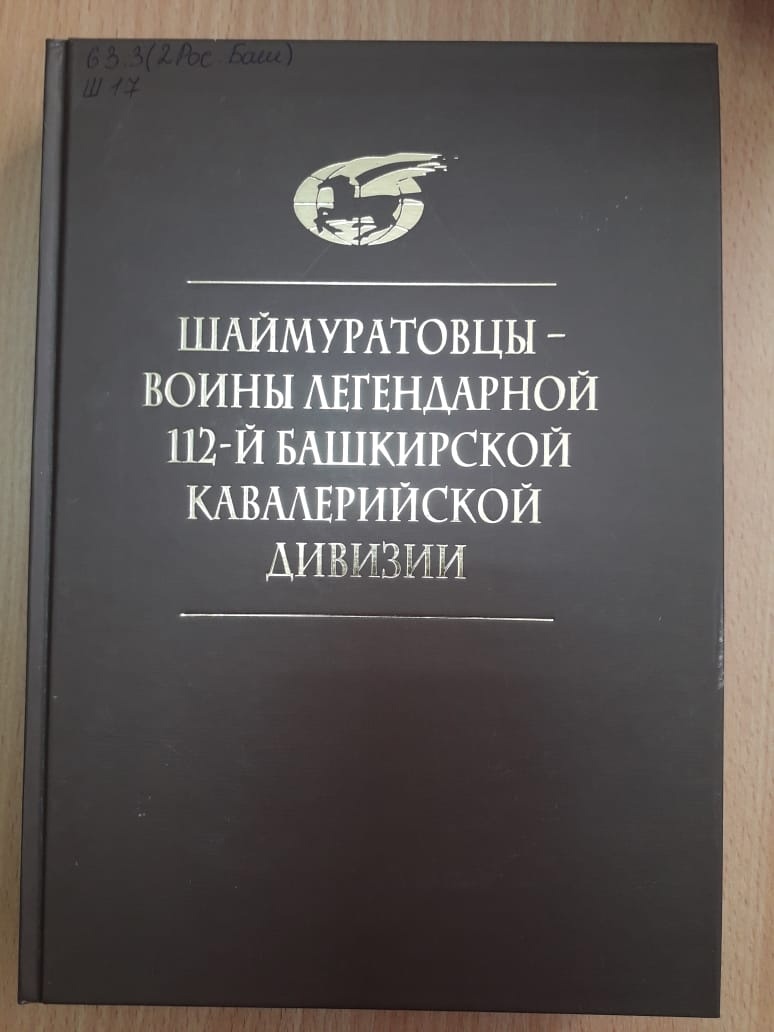 63.3(2Рос.Баш)
Ш 17
ШАЙМУРАТОВЦЫ –
ВОИНЫ ЛЕГЕНДАРНОЙ
112-Й БАШКИРСКОЙ
КАВАЛЕРИЙСКОЙ
ДИВИЗИИ